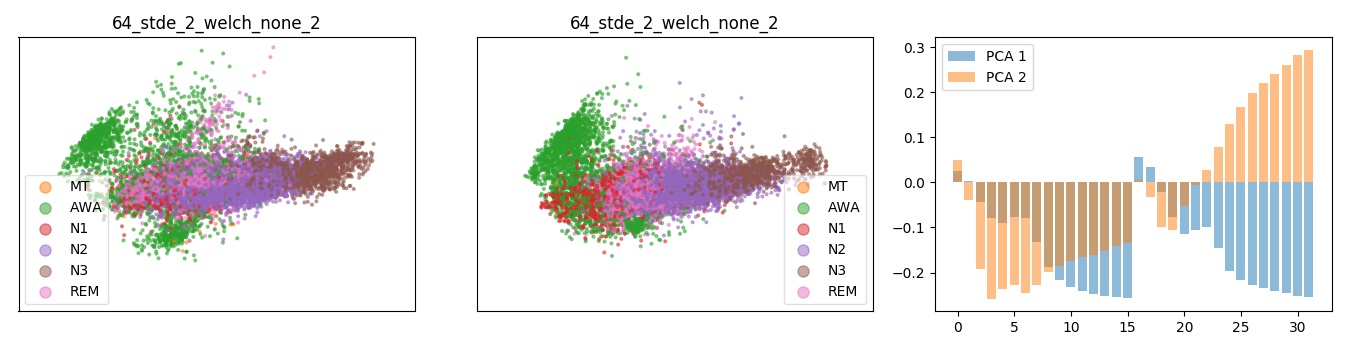 64_stde_2_welch_none_2
MT
AWA
N1
N2
N3
REM
64_stde_2_welch_none_2
MT
AWA
N1
N2
N3
REM
PCA 1
PCA 2
0.3
0.2
0.1
0.0
−0.1
−0.2
0 5 10 15 20 25 30